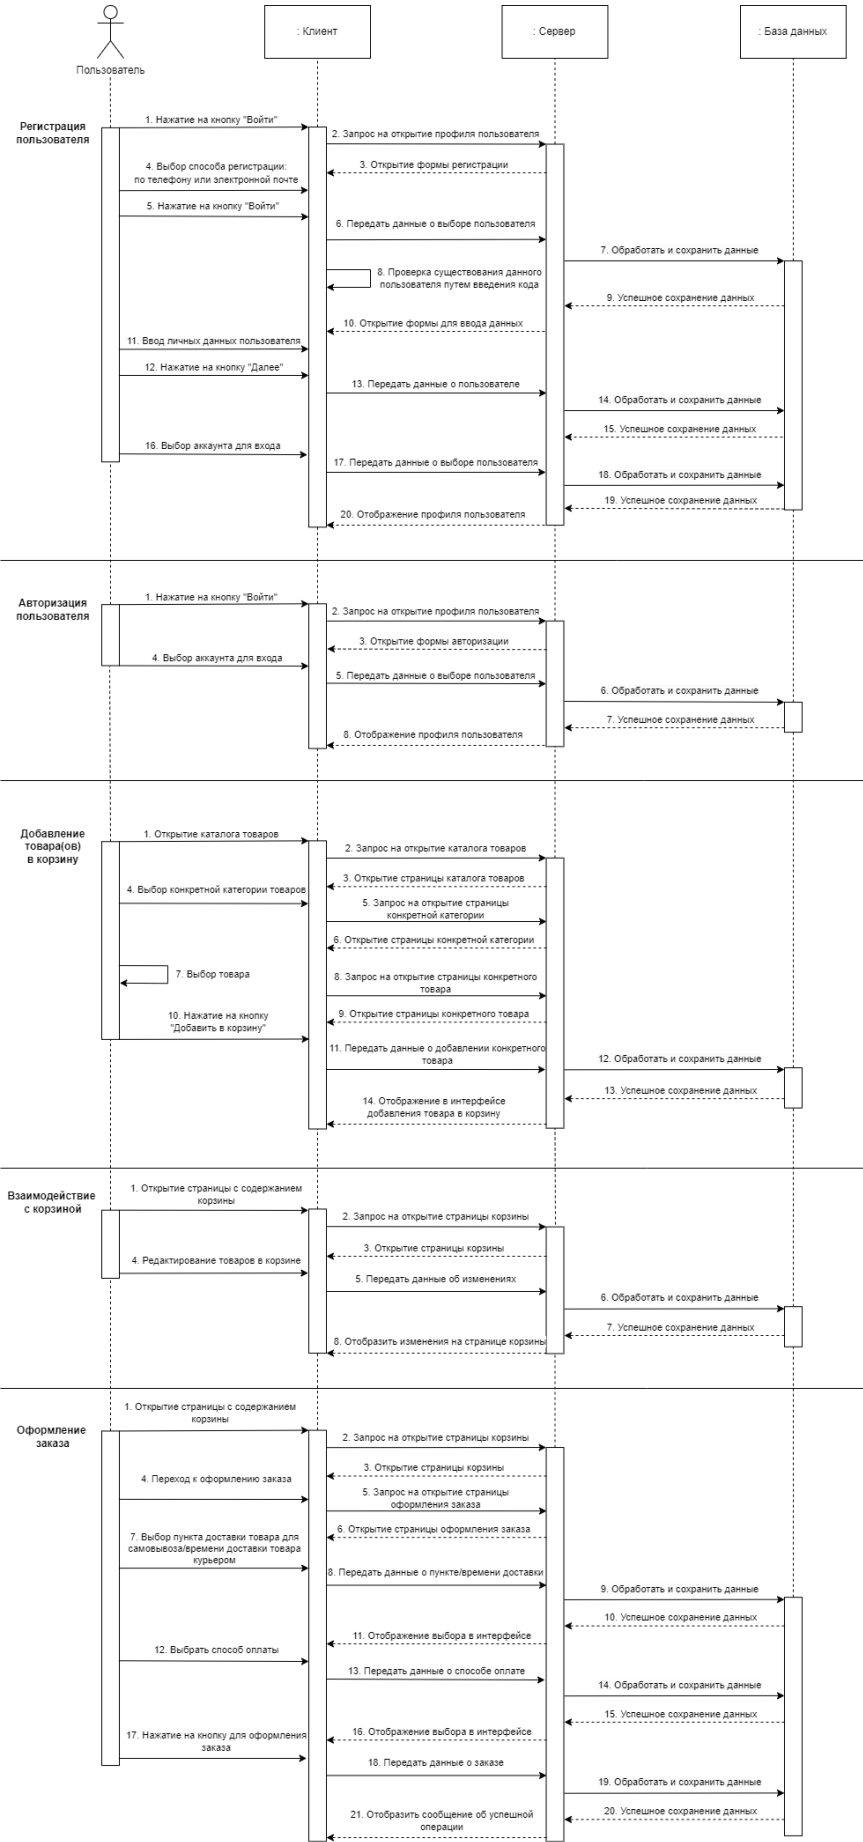 : Клиент
: Сервер
: База данных
Пользователь
Регистрация
пользователя
1. Нажатие на кнопку "Войти"
2. Запрос на открытие профиля пользователя
3. Открытие формы регистрации
4. Выбор способа регистрации:
по телефону или электронной почте
5. Нажатие на кнопку "Войти"
6. Передать данные о выборе пользователя
7. Обработать и сохранить данные
8. Проверка существования данного
пользователя путем введения кода
9. Успешное сохранение данных
10. Открытие формы для ввода данных
11. Ввод личных данных пользователя
12. Нажатие на кнопку "Далее"
13. Передать данные о пользователе
14. Обработать и сохранить данные
15. Успешное сохранение данных
16. Выбор аккаунта для входа
17. Передать данные о выборе пользователя
18. Обработать и сохранить данные
19. Успешное сохранение данных
20. Отображение профиля пользователя
Авторизация
пользователя
1. Нажатие на кнопку "Войти"
2. Запрос на открытие профиля пользователя
3. Открытие формы авторизации
4. Выбор аккаунта для входа
5. Передать данные о выборе пользователя
6. Обработать и сохранить данные
7. Успешное сохранение данных
8. Отображение профиля пользователя
Добавление
товара(ов)
в корзину
1. Открытие каталога товаров
2. Запрос на открытие каталога товаров
3. Открытие страницы каталога товаров
4. Выбор конкретной категории товаров
5. Запрос на открытие страницы
конкретной категории
6. Открытие страницы конкретной категории
7. Выбор товара
8. Запрос на открытие страницы конкретного
товара
9. Открытие страницы конкретного товара
10. Нажатие на кнопку
"Добавить в корзину"
11. Передать данные о добавлении конкретного
товара
12. Обработать и сохранить данные
13. Успешное сохранение данных
14. Отображение в интерфейсе
добавления товара в корзину
Взаимодействие
с корзиной
1. Открытие страницы с содержанием
корзины
2. Запрос на открытие страницы корзины
3. Открытие страницы корзины
4. Редактирование товаров в корзине
5. Передать данные об изменениях
6. Обработать и сохранить данные
7. Успешное сохранение данных
8. Отобразить изменения на странице корзины
Оформление
заказа
1. Открытие страницы с содержанием
корзины
2. Запрос на открытие страницы корзины
3. Открытие страницы корзины
4. Переход к оформлению заказа
5. Запрос на открытие страницы
оформления заказа
6. Открытие страницы оформления заказа
7. Выбор пункта доставки товара для
самовывоза/времени доставки товара
курьером
8. Передать данные о пункте/времени доставки
9. Обработать и сохранить данные
10. Успешное сохранение данных
11. Отображение выбора в интерфейсе
12. Выбрать способ оплаты
13. Передать данные о способе оплате
14. Обработать и сохранить данные
15. Успешное сохранение данных
16. Отображение выбора в интерфейсе
17. Нажатие на кнопку для оформления
заказа
18. Передать данные о заказе
19. Обработать и сохранить данные
20. Успешное сохранение данных
21. Отобразить сообщение об успешной
операции